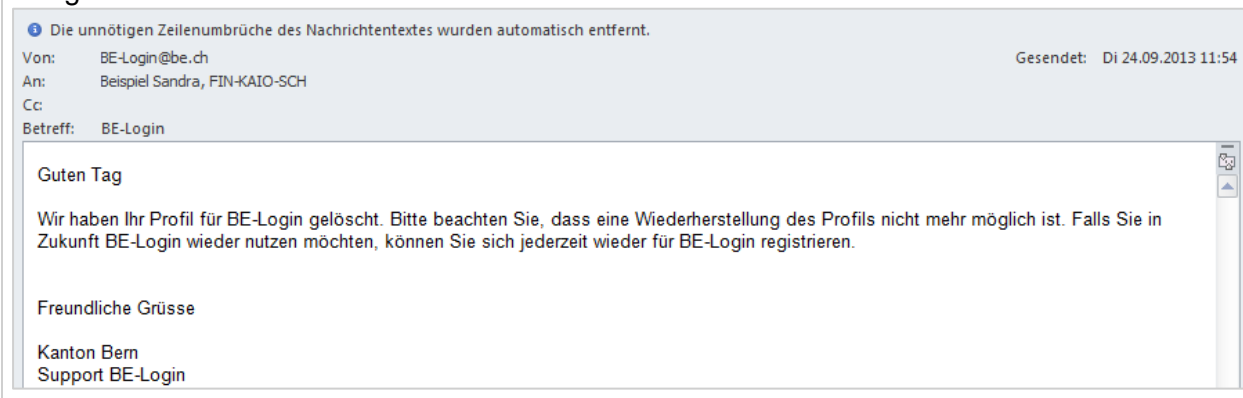 Die unnötigen Zeilenumbrüche des Nachrichtentextes wurden automatisch entfernt.
Von: BE-Login@be.ch Gesendet: Di 24.09.2013 11:54
An: Beispiel Sandra, FIN-KAIO-SCH
Cc:
Betreff: BE-Login
Guten Tag
Wir haben Ihr Profil für BE-Login gelöscht. Bitte beachten Sie, dass eine Wiederherstellung des Profils nicht mehr möglich ist. Falls Sie in
Zukunft BE-Login wieder nutzen möchten, können Sie sich jederzeit wieder für BE-Login registrieren.
Freundliche Grüsse
Kanton Bern
Support BE-Login